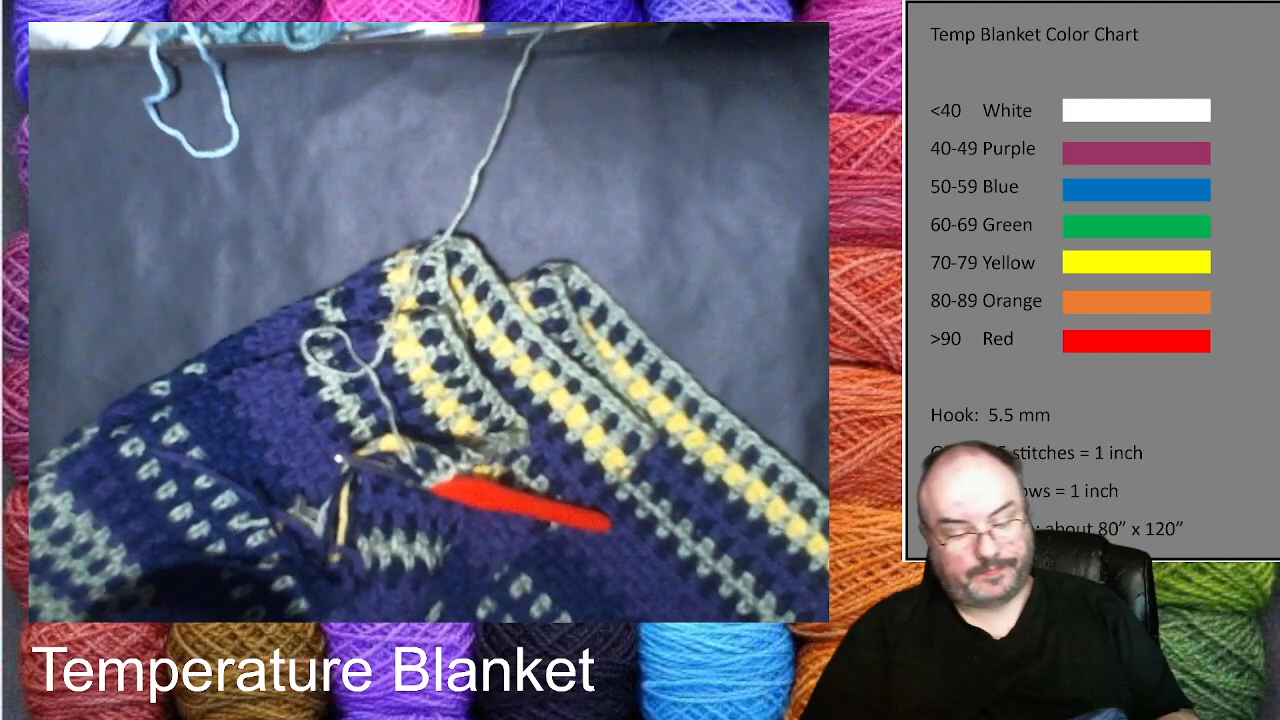 Temp Blanket Color Chart
<40 White
40-49 Purple
50-59 Blue
60-69 Green
70-79 Yellow
80-89 Orange
>90 Red
Hook: 5.5 mm
stitches = 1 inch
= 1 inch
about 80” x 120”
Temperature Blanket